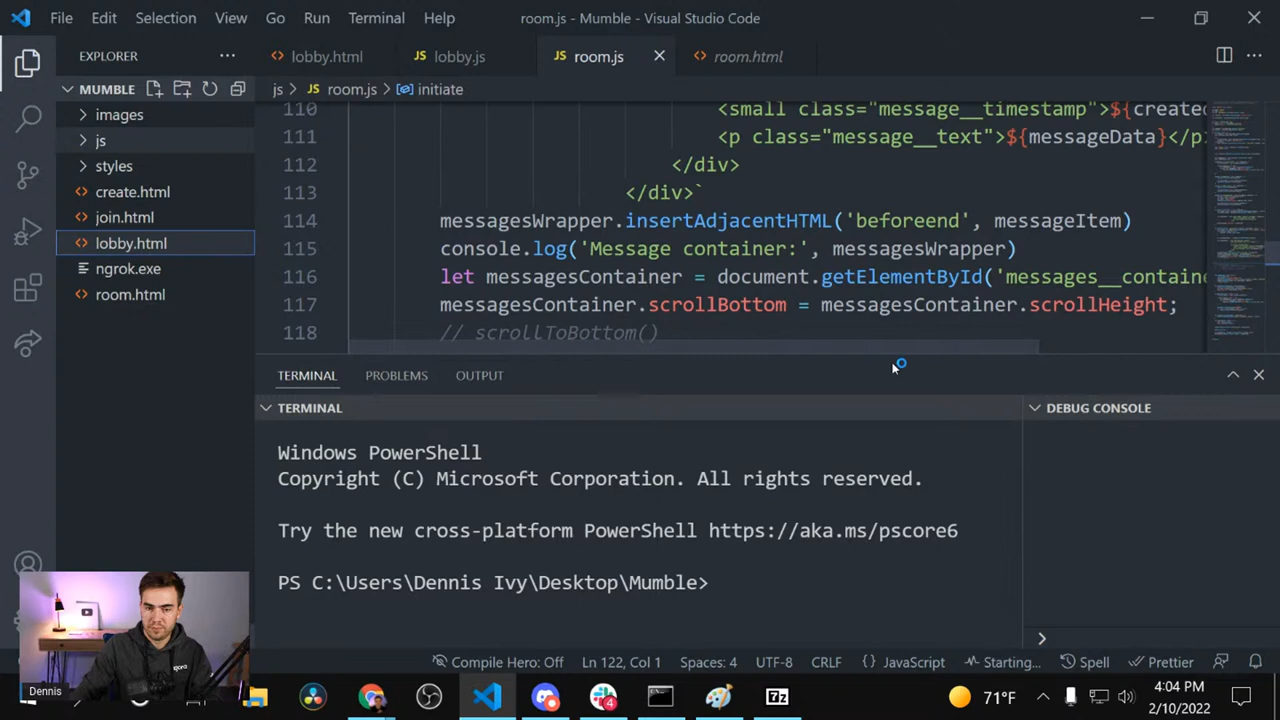 File Edit Selection View Go Run Terminal Help room.js - Mumble - Visual Studio Code
EXPLORER
lobby.html JS lobby.js JS room.js room.html
MUMBLE
js > JS room.js > initiate
images
js
styles
create.html
join.html
lobby.html
ngrok.exe
room.html
110 <small class="message__timestamp">${create
111 <p class="message__text">${messageData}</p
112 </div>
113 </div>`
114 messagesWrapper.insertAdjacentHTML('beforeend', messageItem)
115 console.log('Message container:', messagesWrapper)
116 let messagesContainer = document.getElementById('messages__containe
117 messagesContainer.scrollBottom = messagesContainer.scrollHeight;
118 // scrollToBottom()
TERMINAL PROBLEMS OUTPUT
TERMINAL
DEBUG CONSOLE
Windows PowerShell
Copyright (C) Microsoft Corporation. All rights reserved.
Try the new cross-platform PowerShell https://aka.ms/pscore6
PS C:\Users\Dennis Ivy\Desktop\Mumble>
Dennis
Compile Hero: Off Ln 122, Col 1 Spaces: 4 UTF-8 CRLF JavaScript Starting... Spell Prettier
4
7z
71°F
4:04 PM
2/10/2022